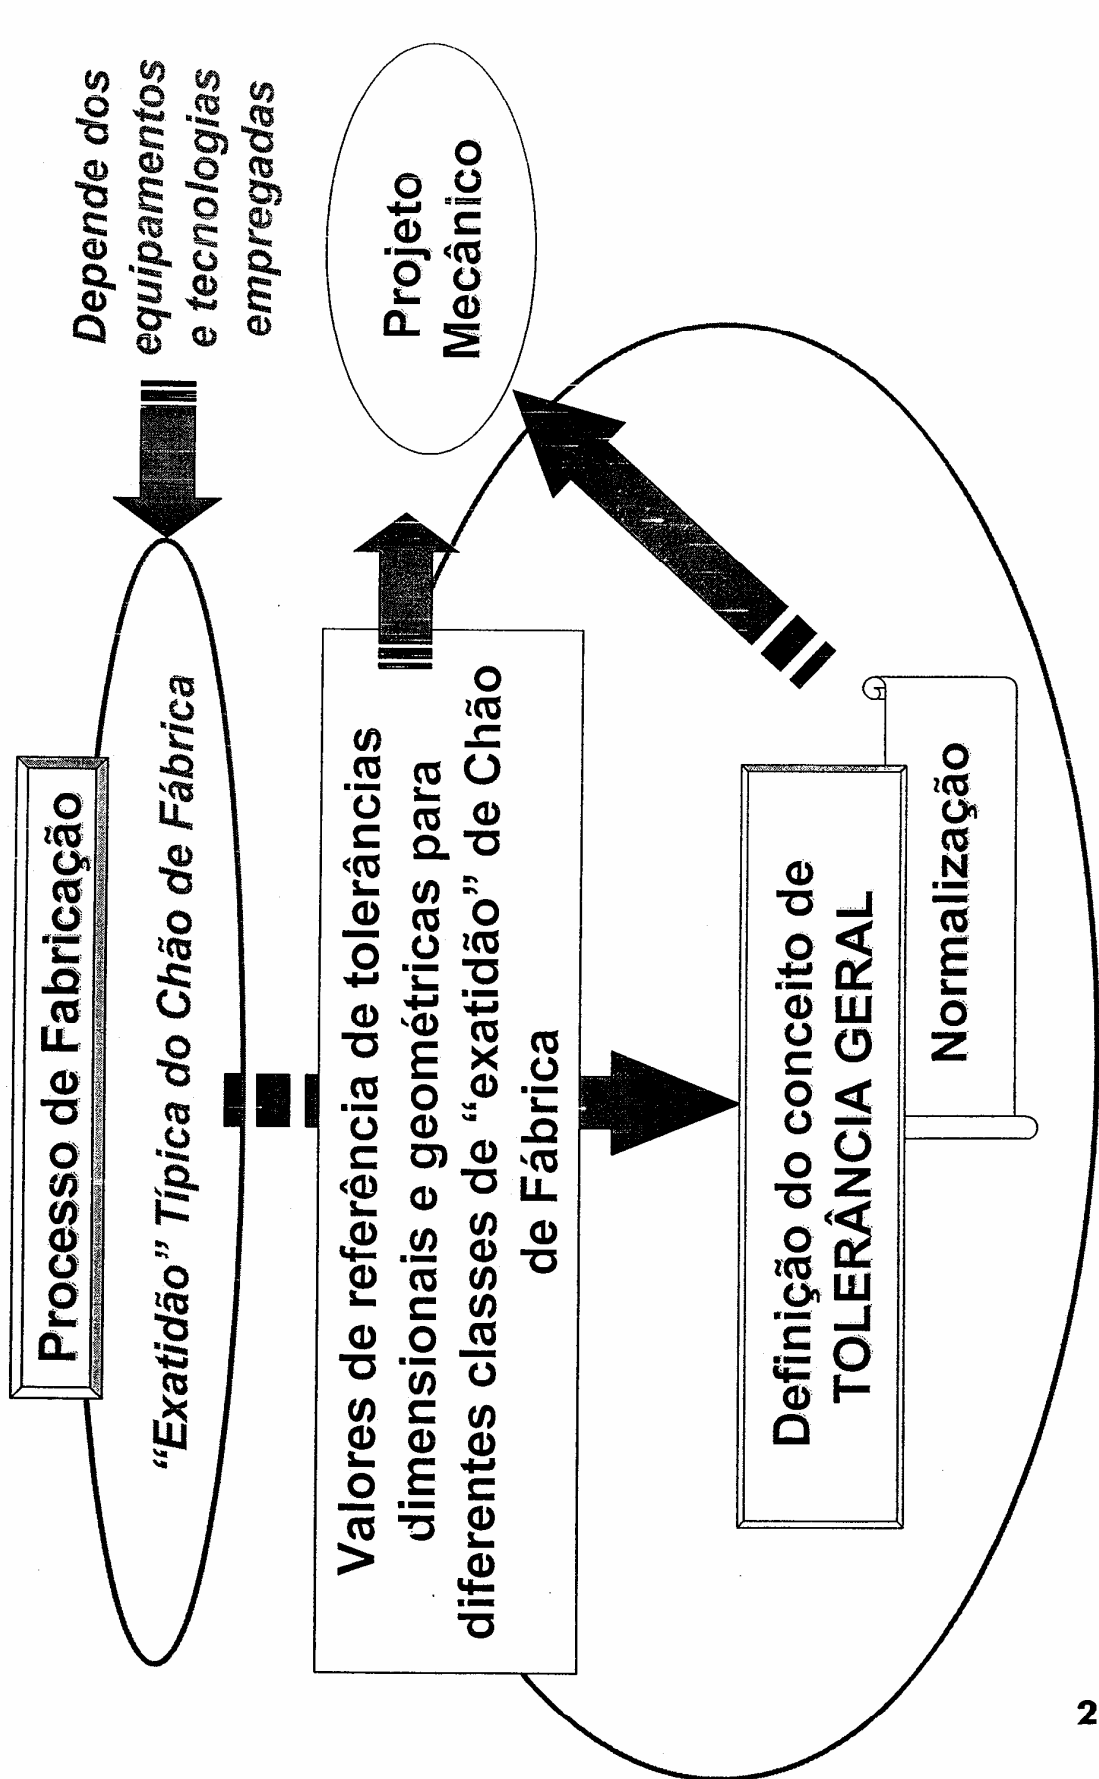 Processo de Fabricação
“Exatidão” Típica do Chão de Fábrica
Depende dos
equipamentos
e tecnologias
empregadas
Valores de referência de tolerâncias
dimensionais e geométricas para
diferentes classes de “exatidão” de Chão
de Fábrica
Projeto
Mecânico
Definição do conceito de
TOLERÂNCIA GERAL
Normalização
2